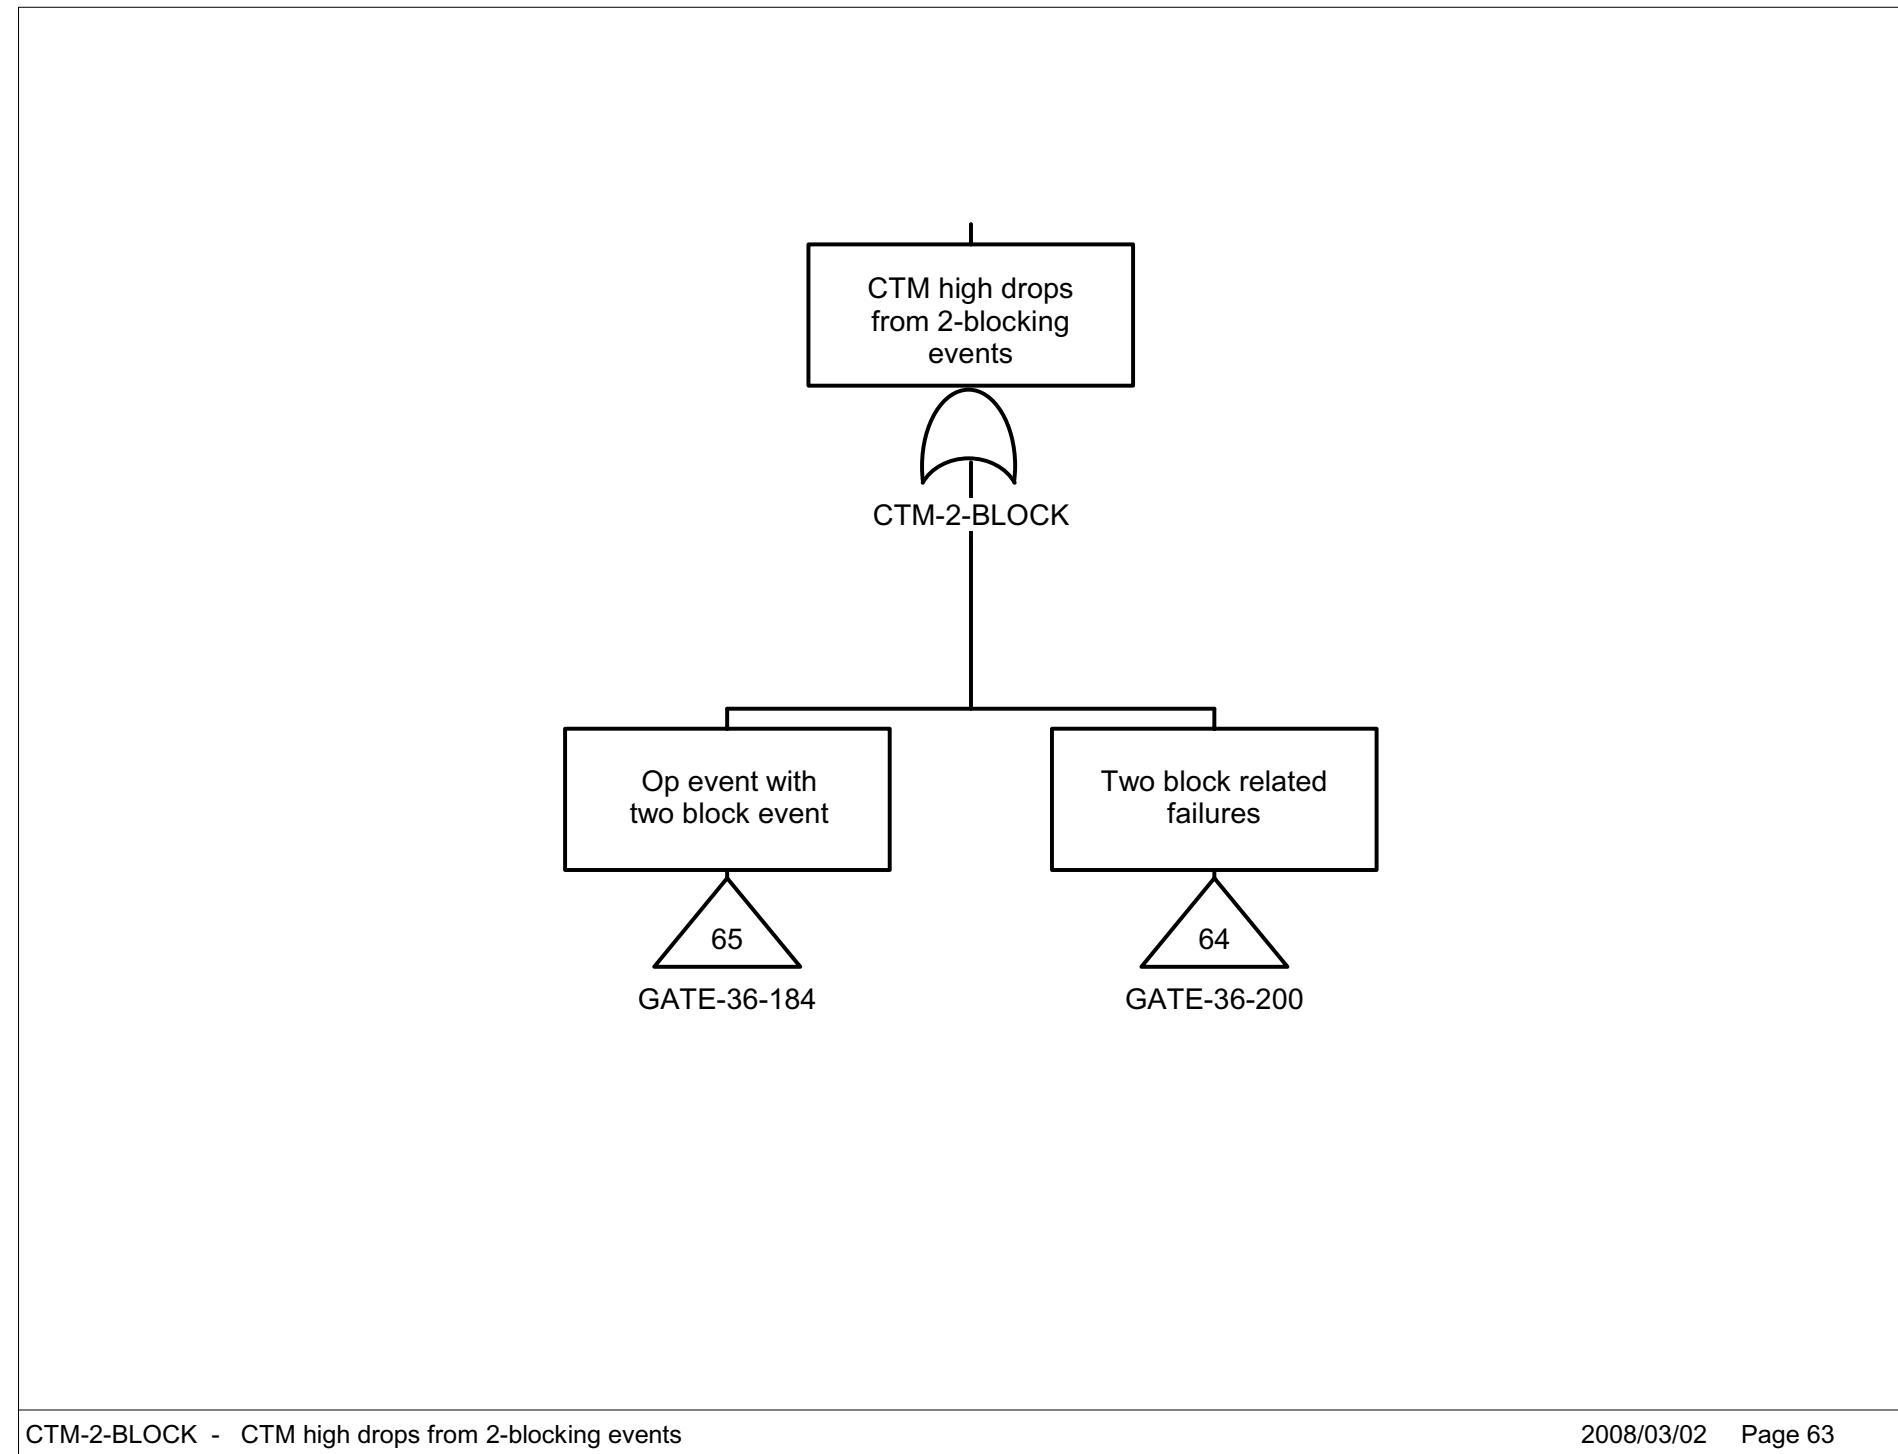 CTM high drops
from 2-blocking
events
CTM-2-BLOCK
Op event with
two block event
Two block related
failures
65
64
GATE-36-184
GATE-36-200
CTM-2-BLOCK - CTM high drops from 2-blocking events
2008/03/02 Page 63